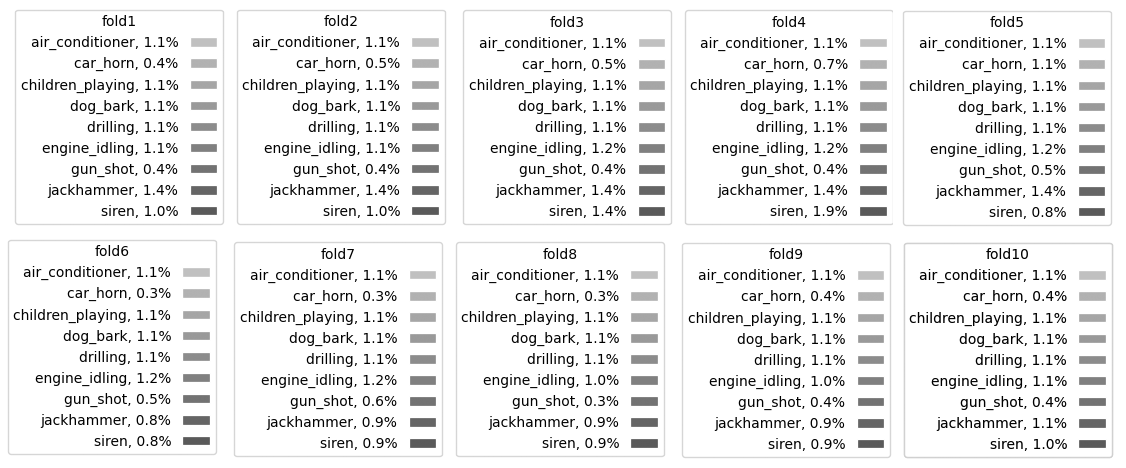 fold1
air_conditioner, 1.1%
car_horn, 0.4%
children_playing, 1.1%
dog_bark, 1.1%
drilling, 1.1%
engine_idling, 1.1%
gun_shot, 0.4%
jackhammer, 1.4%
siren, 1.0%
fold2
air_conditioner, 1.1%
car_horn, 0.5%
children_playing, 1.1%
dog_bark, 1.1%
drilling, 1.1%
engine_idling, 1.1%
gun_shot, 0.4%
jackhammer, 1.4%
siren, 1.0%
fold3
air_conditioner, 1.1%
car_horn, 0.5%
children_playing, 1.1%
dog_bark, 1.1%
drilling, 1.1%
engine_idling, 1.2%
gun_shot, 0.4%
jackhammer, 1.4%
siren, 1.4%
fold4
air_conditioner, 1.1%
car_horn, 0.7%
children_playing, 1.1%
dog_bark, 1.1%
drilling, 1.1%
engine_idling, 1.2%
gun_shot, 0.4%
jackhammer, 1.4%
siren, 1.9%
fold5
air_conditioner, 1.1%
car_horn, 1.1%
children_playing, 1.1%
dog_bark, 1.1%
drilling, 1.1%
engine_idling, 1.2%
gun_shot, 0.5%
jackhammer, 1.4%
siren, 0.8%
fold6
air_conditioner, 1.1%
car_horn, 0.3%
children_playing, 1.1%
dog_bark, 1.1%
drilling, 1.1%
engine_idling, 1.2%
gun_shot, 0.5%
jackhammer, 0.8%
siren, 0.8%
fold7
air_conditioner, 1.1%
car_horn, 0.3%
children_playing, 1.1%
dog_bark, 1.1%
drilling, 1.1%
engine_idling, 1.2%
gun_shot, 0.6%
jackhammer, 0.9%
siren, 0.9%
fold8
air_conditioner, 1.1%
car_horn, 0.3%
children_playing, 1.1%
dog_bark, 1.1%
drilling, 1.1%
engine_idling, 1.0%
gun_shot, 0.3%
jackhammer, 0.9%
siren, 0.9%
fold9
air_conditioner, 1.1%
car_horn, 0.4%
children_playing, 1.1%
dog_bark, 1.1%
drilling, 1.1%
engine_idling, 1.0%
gun_shot, 0.4%
jackhammer, 0.9%
siren, 0.9%
fold10
air_conditioner, 1.1%
car_horn, 0.4%
children_playing, 1.1%
dog_bark, 1.1%
drilling, 1.1%
engine_idling, 1.1%
gun_shot, 0.4%
jackhammer, 1.1%
siren, 1.0%